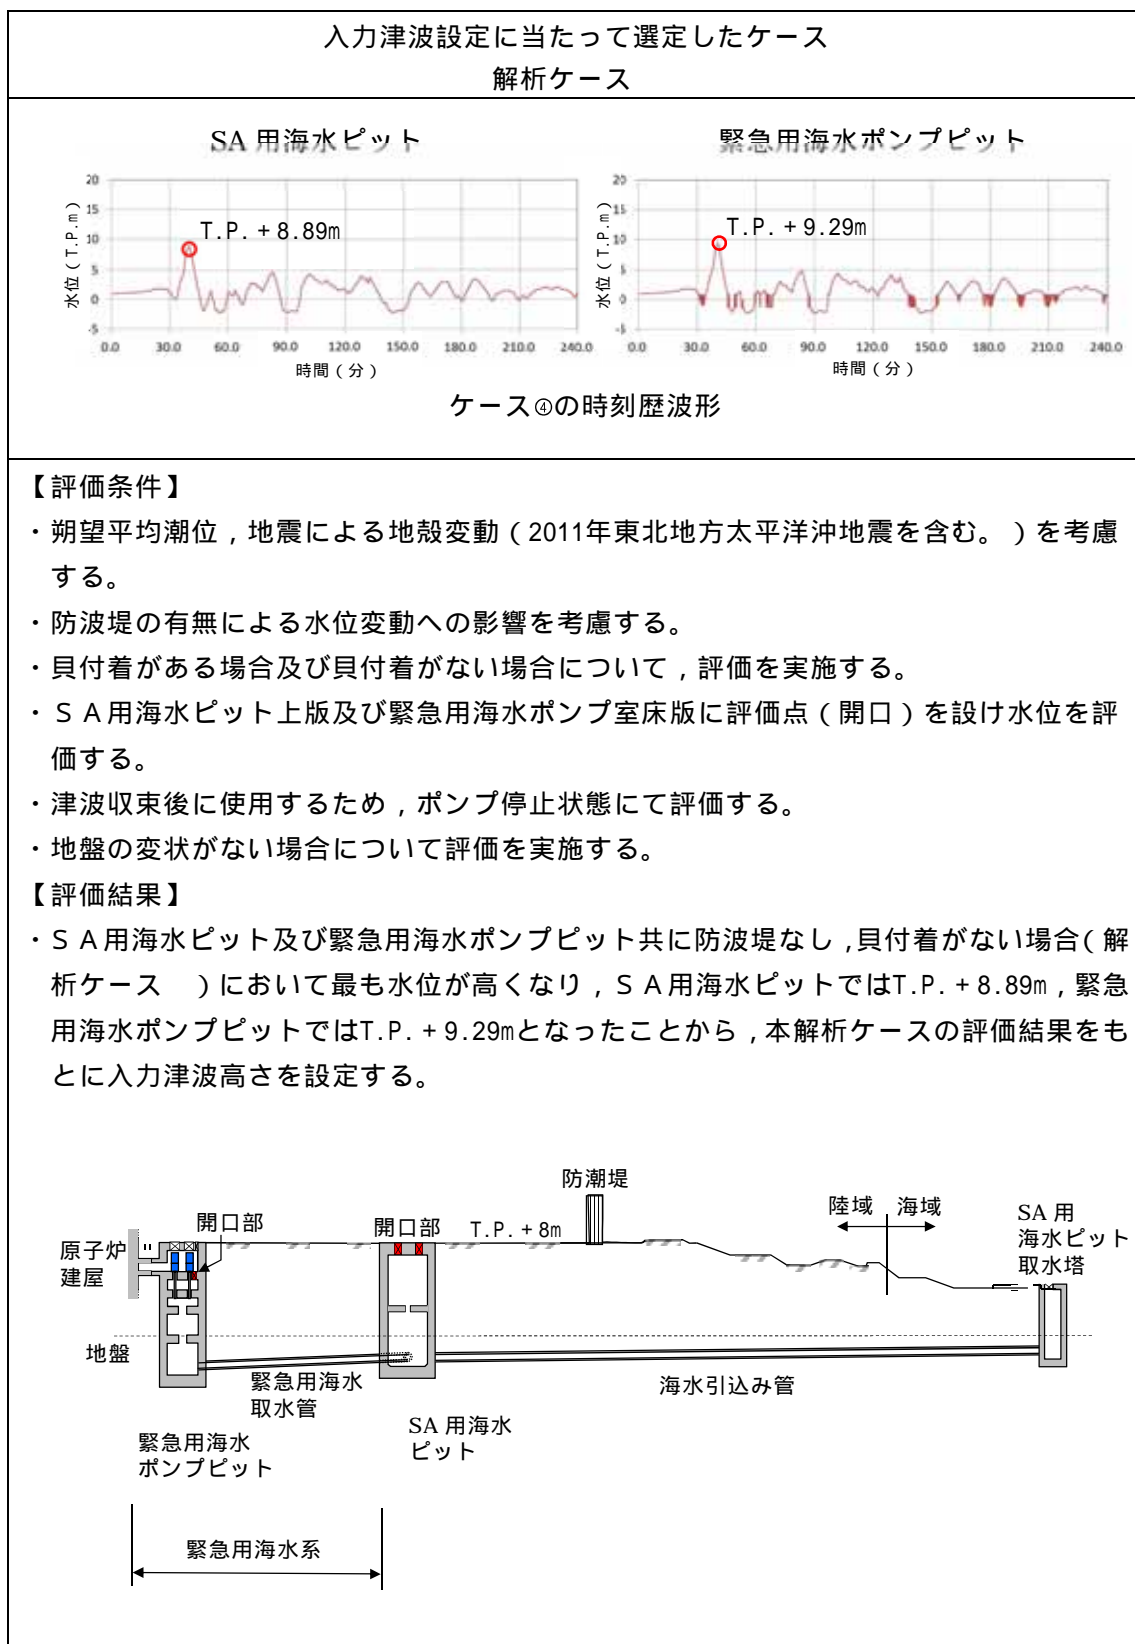 入力津波設定に当たって選定したケース
解析ケース
SA 用海水ピット
緊急用海水ポンプピット
水位（T.P.m）
20
15
10
5
0
-5
T.P.＋8.89m
0.0 30.0 60.0 90.0 120.0 150.0 180.0 210.0 240.0
時間（分）
水位（T.P.m）
20
15
10
5
0
-5
T.P.＋9.29m
0.0 30.0 60.0 90.0 120.0 150.0 180.0 210.0 240.0
時間（分）
ケース④の時刻歴波形
【評価条件】
・朔望平均潮位，地震による地殻変動（2011年東北地方太平洋沖地震を含む。）を考慮
する。
・防波堤の有無による水位変動への影響を考慮する。
・貝付着がある場合及び貝付着がない場合について，評価を実施する。
・ＳＡ用海水ピット上版及び緊急用海水ポンプ室床版に評価点（開口）を設け水位を評
価する。
・津波収束後に使用するため，ポンプ停止状態にて評価する。
・地盤の変状がない場合について評価を実施する。
【評価結果】
・ＳＡ用海水ピット及び緊急用海水ポンプピット共に防波堤なし，貝付着がない場合（解
析ケース　）において最も水位が高くなり，ＳＡ用海水ピットではT.P.＋8.89m，緊急
用海水ポンプピットではT.P.＋9.29mとなったことから，本解析ケースの評価結果をも
とに入力津波高さを設定する。
防潮堤
陸域 海域
SA 用
海水ピット
取水塔
開口部
開口部
T.P.＋8m
原子炉
建屋
地盤
緊急用海水
取水管
海水引込み管
SA 用海水
ピット
緊急用海水
ポンプピット
緊急用海水系